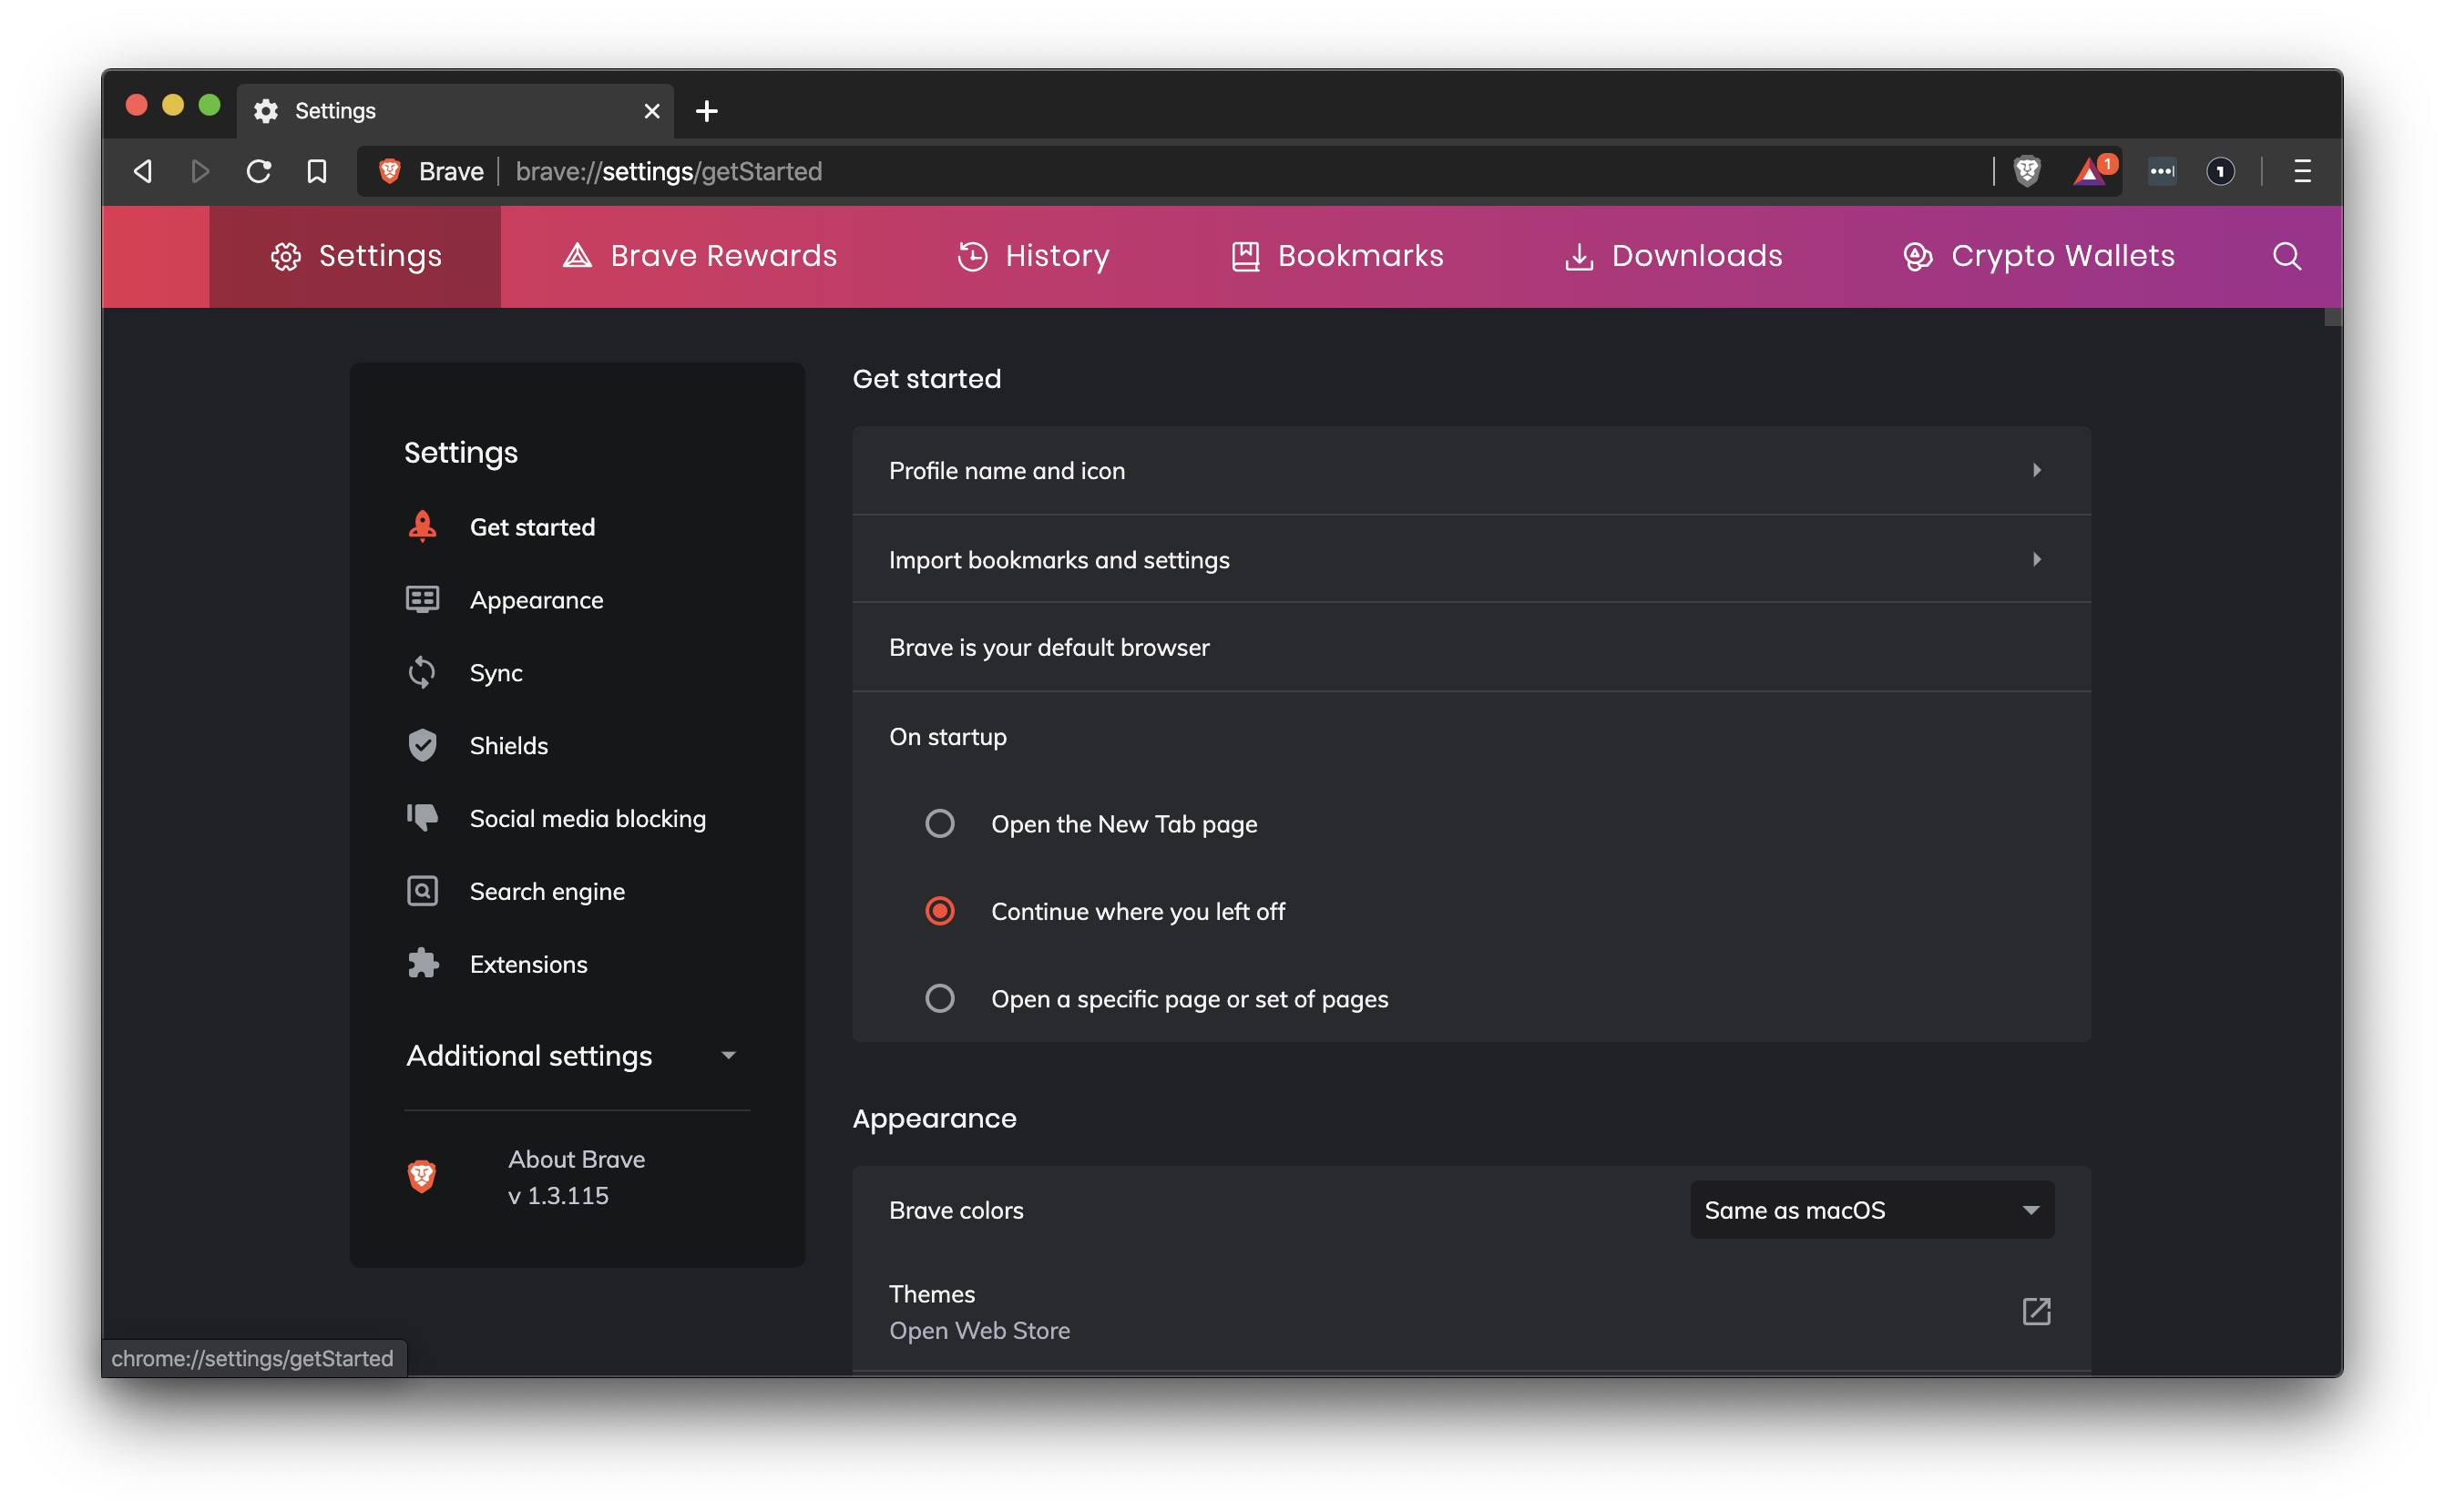 Settings
Brave
brave://settings/getStarted
1
1
Settings
Brave Rewards
History
Bookmarks
Downloads
Crypto Wallets
Settings
Get started
Appearance
Sync
Shields
Social media blocking
Search engine
Extensions
Additional settings
About Brave
v 1.3.115
Get started
Profile name and icon
Import bookmarks and settings
Brave is your default browser
On startup
Open the New Tab page
Continue where you left off
Open a specific page or set of pages
Appearance
Brave colors
Same as macOS
Themes
Open Web Store
chrome://settings/getStarted